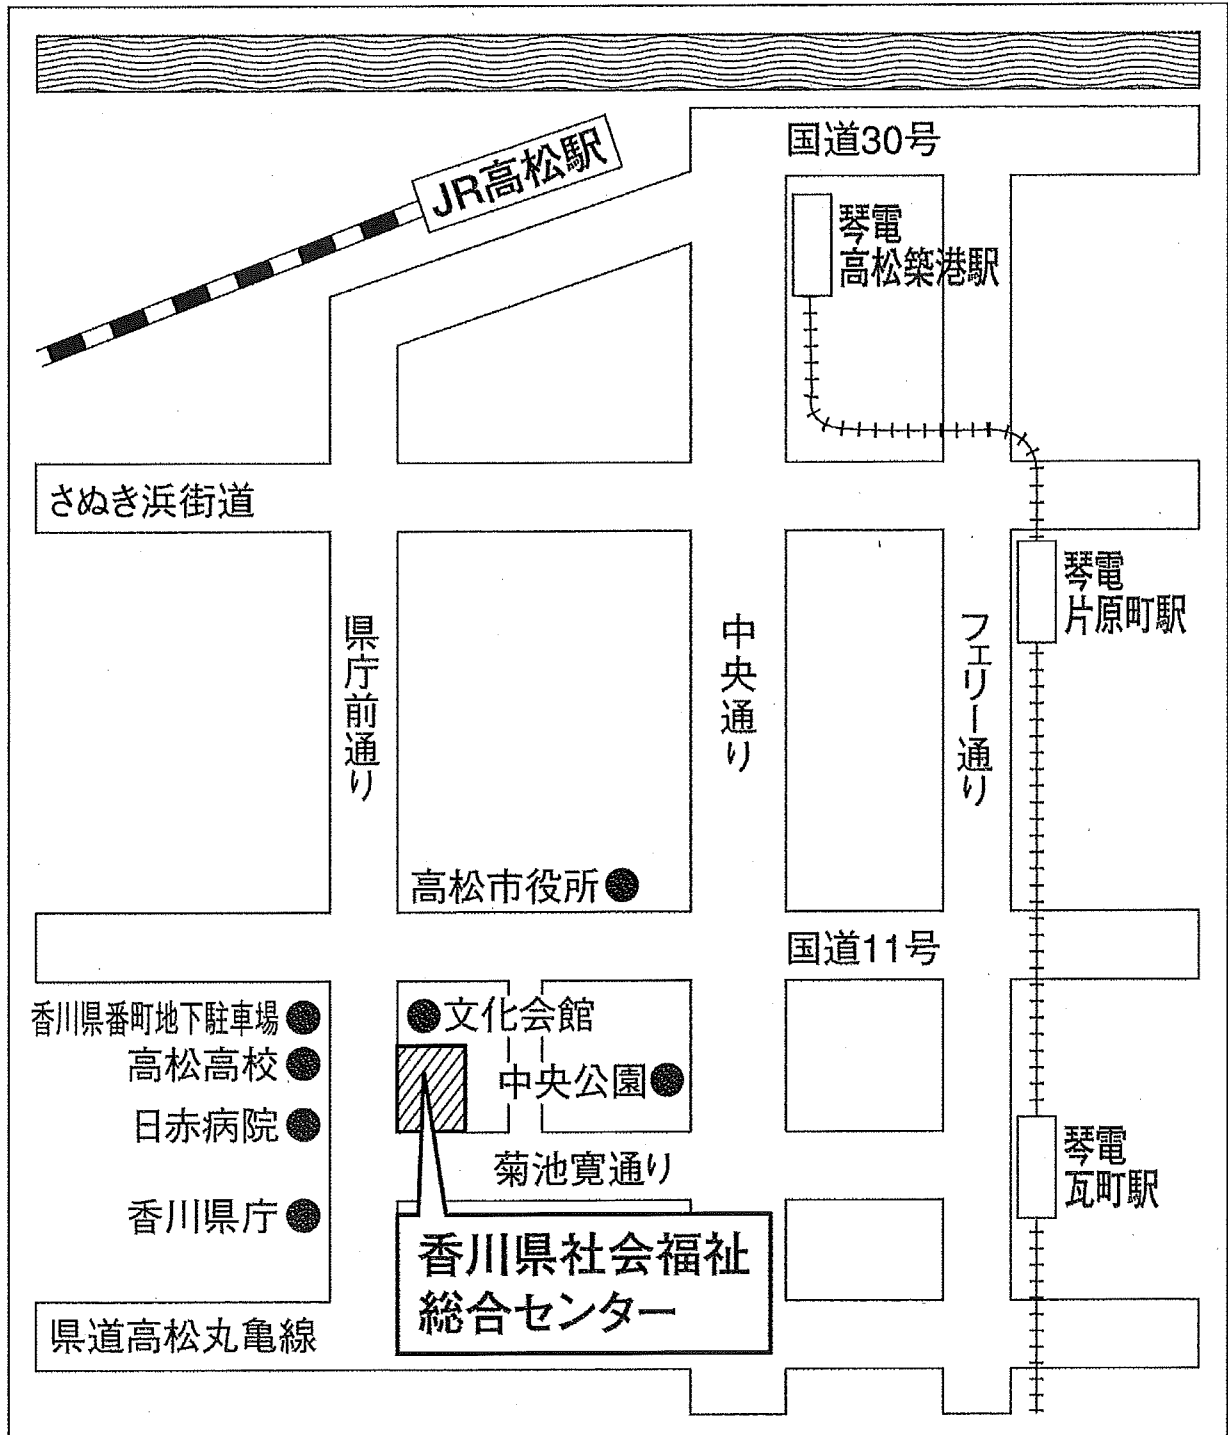 国道30号
JR高松駅
琴電
高松築港駅
さぬき浜街道
琴電
片原町駅
県庁前通り
中央通り
フェリー通り
高松市役所
国道11号
香川県番町地下駐車場
文化会館
高松高校
中央公園
日赤病院
菊池寛通り
琴電
瓦町駅
香川県庁
香川県社会福祉
総合センター
県道高松丸亀線